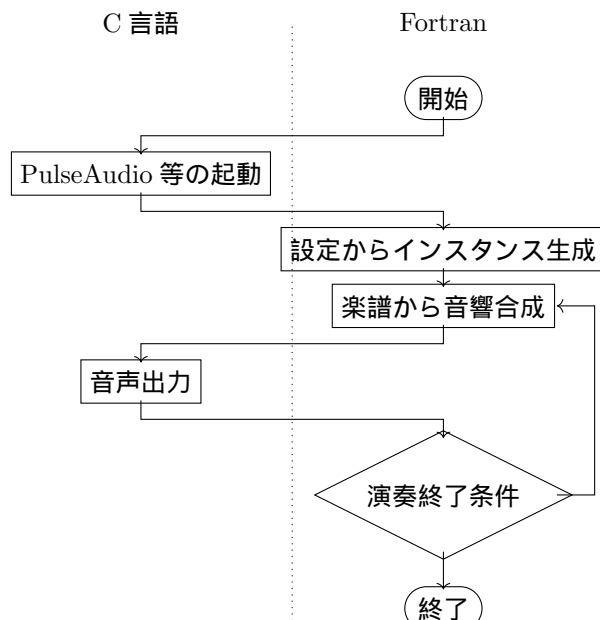 C 言語
Fortran
開始
PulseAudio 等の起動
設定からインスタンス生成
楽譜から音響合成
音声出力
演奏終了条件
終了